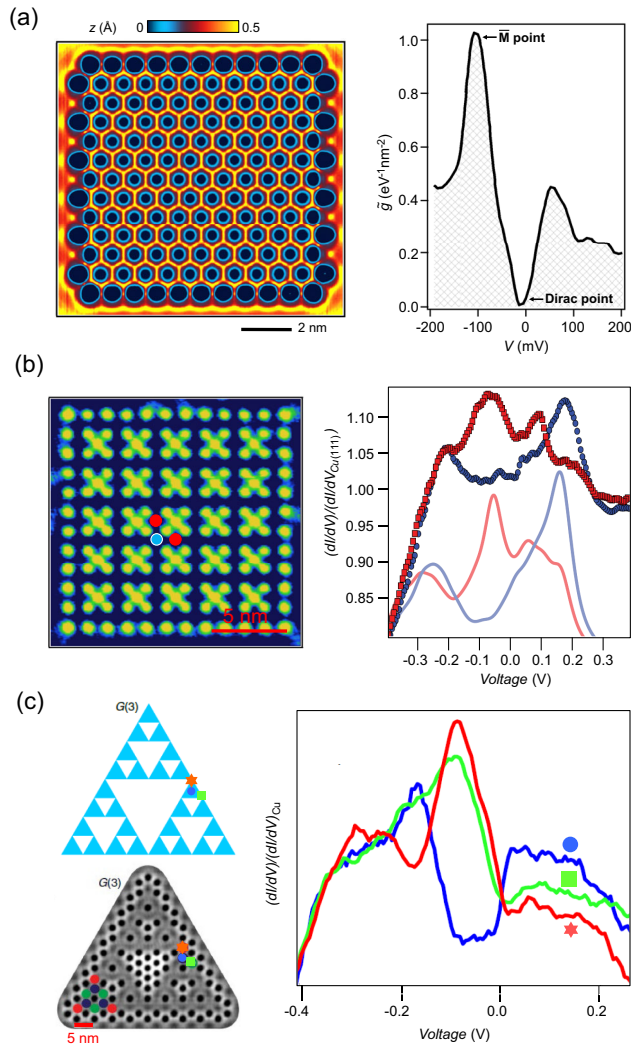 (a)
z (Å) 0 0.5
2 nm
1.0
0.8
0.6
0.4
0.2
0.0
g̃ (eV⁻¹nm⁻²)
M̅ point
Dirac point
-200 -100 0 100 200
V (mV)
(b)
5 nm
1.10
1.05
1.00
0.95
0.90
0.85
(dI/dV)/(dI/dV_Cu(111))
-0.3 -0.2 -0.1 0.0 0.1 0.2 0.3
Voltage (V)
(c)
G(3)
G(3)
5 nm
(dI/dV)/(dI/dV)_Cu
-0.4 -0.2 0.0 0.2
Voltage (V)